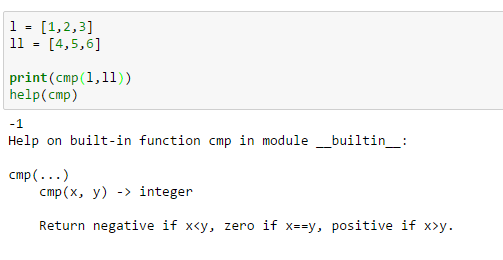 l = [1,2,3]
ll = [4,5,6]
print(cmp(l,ll))
help(cmp)
-1
Help on built-in function cmp in module __builtin__:
cmp(...)
    cmp(x, y) -> integer
    Return negative if x<y, zero if x==y, positive if x>y.